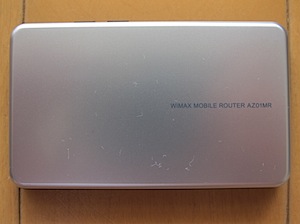 WiMAX MOBILE ROUTER AZ01MR